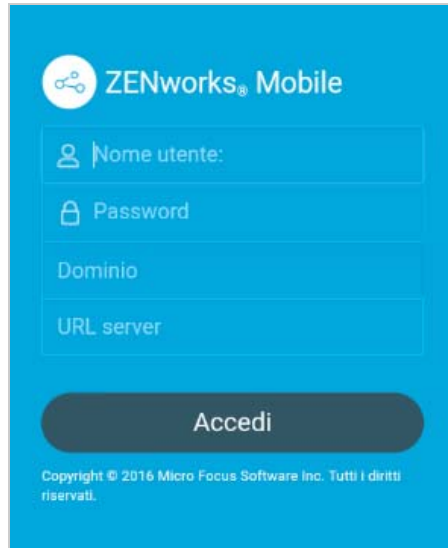 ZENworks® Mobile
Nome utente:
Password
Dominio
URL server
Accedi
Copyright © 2016 Micro Focus Software Inc. Tutti i diritti
riservati.